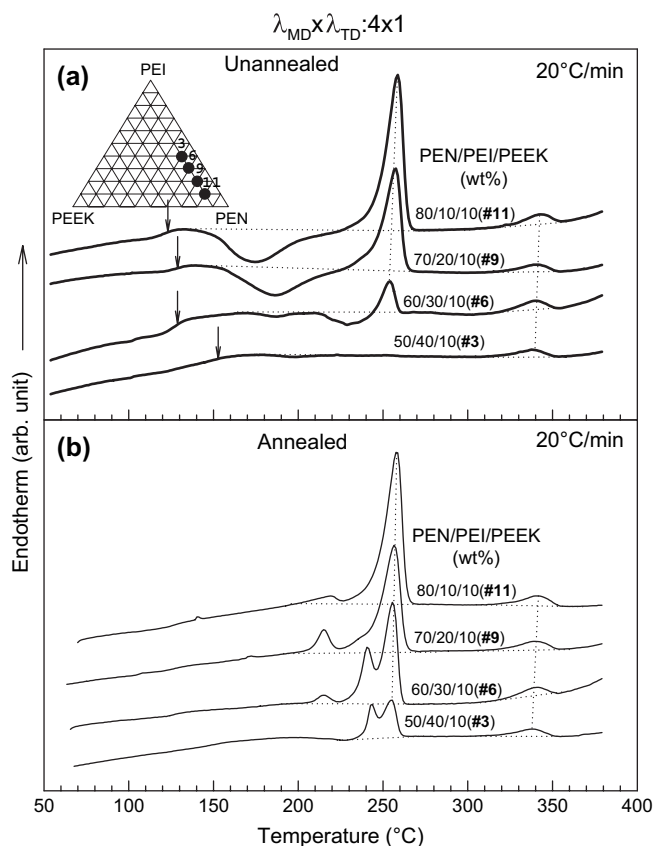 λMDxλTD:4x1
(a)
Unannealed
20°C/min
PEI
3
6
9
11
PEEK
PEN
PEN/PEI/PEEK
(wt%)
80/10/10(#11)
70/20/10(#9)
60/30/10(#6)
50/40/10(#3)
Endotherm (arb. unit)
(b)
Annealed
20°C/min
PEN/PEI/PEEK
(wt%)
80/10/10(#11)
70/20/10(#9)
60/30/10(#6)
50/40/10(#3)
50 100 150 200 250 300 350 400
Temperature (°C)